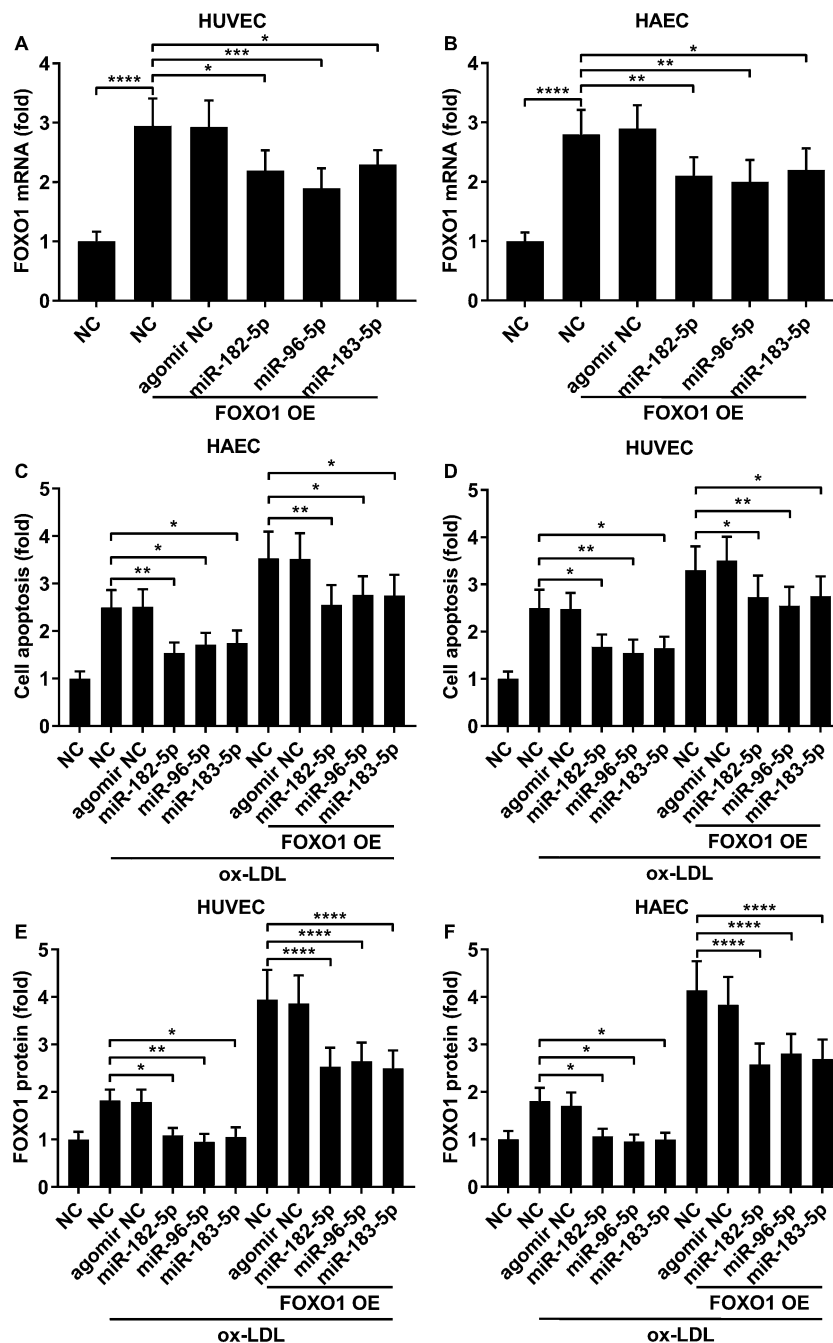 HUVEC
A
FOXO1 mRNA (fold)
4
3
2
1
0
****
*
***
*
NC
NC
agomir NC
miR-182-5p
miR-96-5p
miR-183-5p
FOXO1 OE
HAEC
B
FOXO1 mRNA (fold)
4
3
2
1
0
****
**
**
*
NC
NC
agomir NC
miR-182-5p
miR-96-5p
miR-183-5p
FOXO1 OE
HAEC
C
Cell apoptosis (fold)
5
4
3
2
1
0
*
*
**
*
*
**
NC
NC
agomir NC
miR-182-5p
miR-96-5p
miR-183-5p
NC
agomir NC
miR-182-5p
miR-96-5p
miR-183-5p
FOXO1 OE
ox-LDL
HUVEC
D
Cell apoptosis (fold)
5
4
3
2
1
0
*
**
*
*
**
*
NC
NC
agomir NC
miR-182-5p
miR-96-5p
miR-183-5p
NC
agomir NC
miR-182-5p
miR-96-5p
miR-183-5p
FOXO1 OE
ox-LDL
HUVEC
E
FOXO1 protein (fold)
5
4
3
2
1
0
****
****
****
*
**
*
NC
NC
agomir NC
miR-182-5p
miR-96-5p
miR-183-5p
NC
agomir NC
miR-182-5p
miR-96-5p
miR-183-5p
FOXO1 OE
ox-LDL
HAEC
F
FOXO1 protein (fold)
5
4
3
2
1
0
****
****
****
*
*
*
NC
NC
agomir NC
miR-182-5p
miR-96-5p
miR-183-5p
NC
agomir NC
miR-182-5p
miR-96-5p
miR-183-5p
FOXO1 OE
ox-LDL